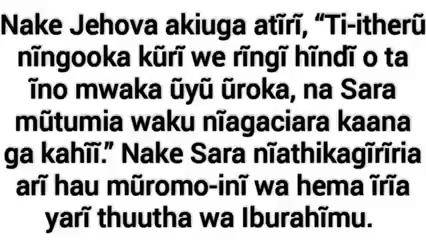 Nake Jehova akiuga atĩrĩ, “Ti-itherũ
nĩngooka kũrĩ we rĩngĩ hĩndĩ o ta
ĩno mwaka ũyũ ũroka, na Sara
mũtumia waku nĩagaciara kaana
ga kahĩĩ.” Nake Sara nĩathikagĩrĩria
arĩ hau mũromo-inĩ wa hema ĩrĩa
yarĩ thuutha wa Iburahĩmu.